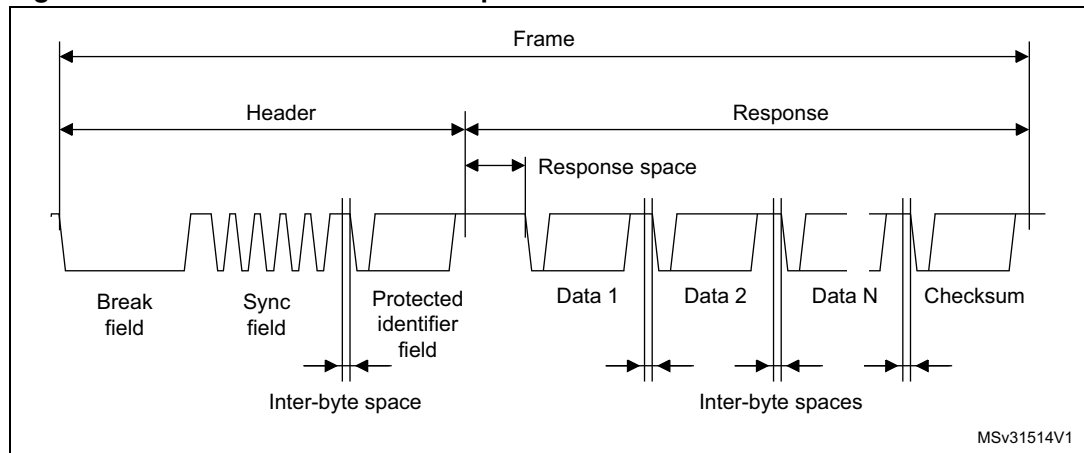 Frame
Header
Response
Response space
Break
field
Sync
field
Protected
identifier
field
Data 1
Data 2
Data N
Checksum
Inter-byte space
Inter-byte spaces
MSv31514V1